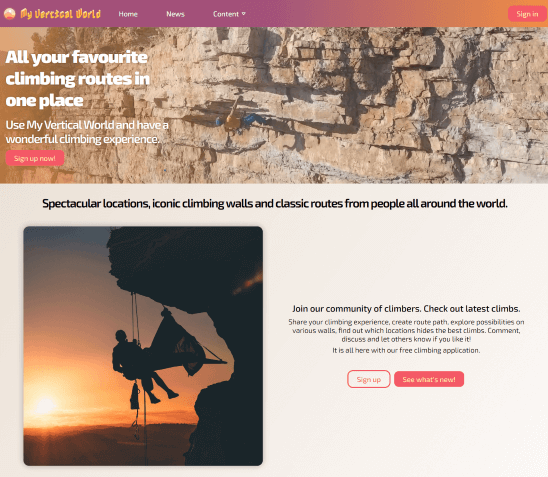 My Vertical World
Home
News
Content
Sign in
All your favourite
climbing routes in
one place
Use My Vertical World and have a
wonderful climbing experience.
Sign up now!
Spectacular locations, iconic climbing walls and classic routes from people all around the world.
Join our community of climbers. Check out latest climbs.
Share your climbing experience, create route path, explore possibilities on
various walls, find out which locations hides the best climbs. Comment,
discuss and let others know if you like it!
It is all here with our free climbing application.
Sign up
See what's new!